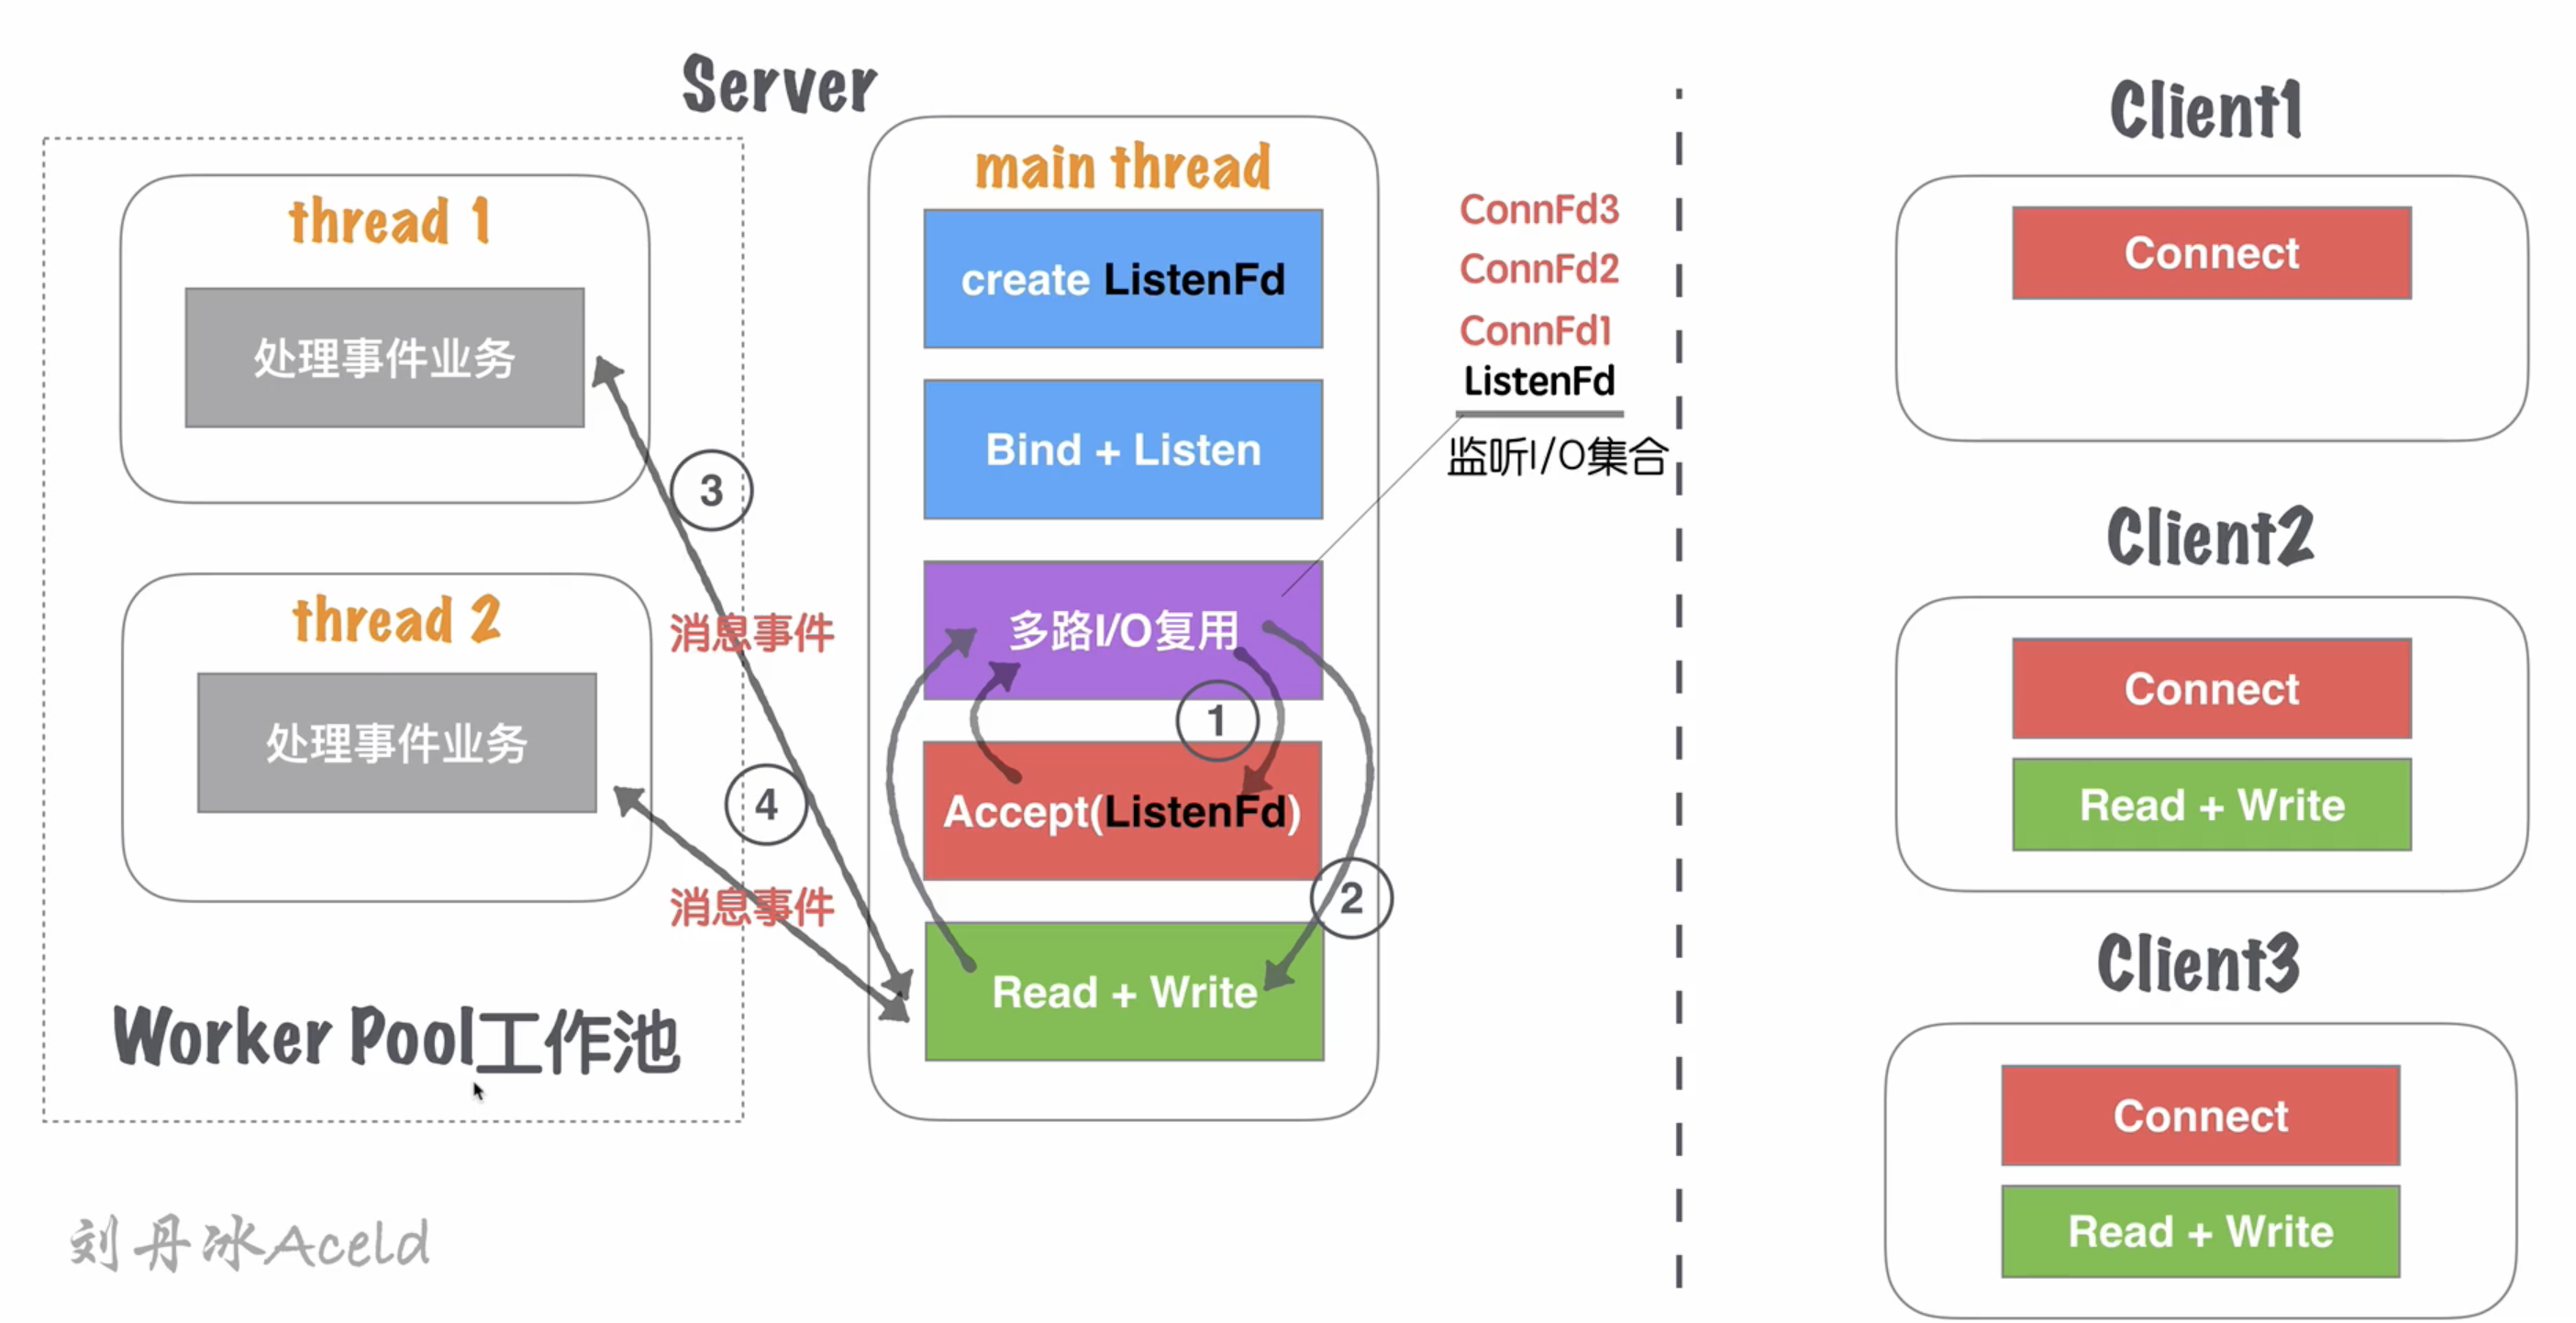 Server
thread 1
处理事件业务
3
thread 2
处理事件业务
消息事件
4
消息事件
Worker Pool工作池
main thread
create ListenFd
Bind + Listen
多路I/O复用
1
Accept(ListenFd)
2
Read + Write
ConnFd3
ConnFd2
ConnFd1
ListenFd
监听I/O集合
Client1
Connect
Client2
Connect
Read + Write
Client3
Connect
Read + Write
刘丹冰Aceld